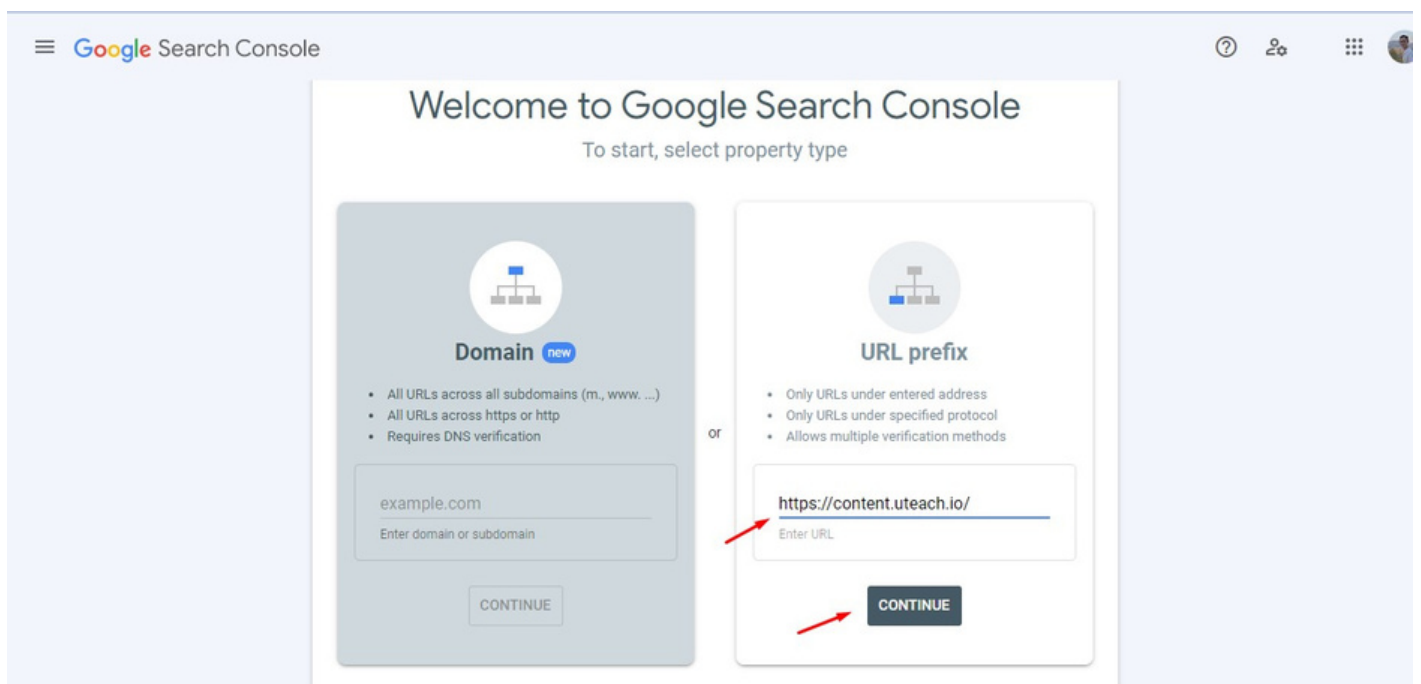 Google Search Console
Welcome to Google Search Console
To start, select property type
Domain new
• All URLs across all subdomains (m., www. ...)
• All URLs across https or http
• Requires DNS verification
example.com
Enter domain or subdomain
CONTINUE
or
URL prefix
• Only URLs under entered address
• Only URLs under specified protocol
• Allows multiple verification methods
https://content.uteach.io/
Enter URL
CONTINUE